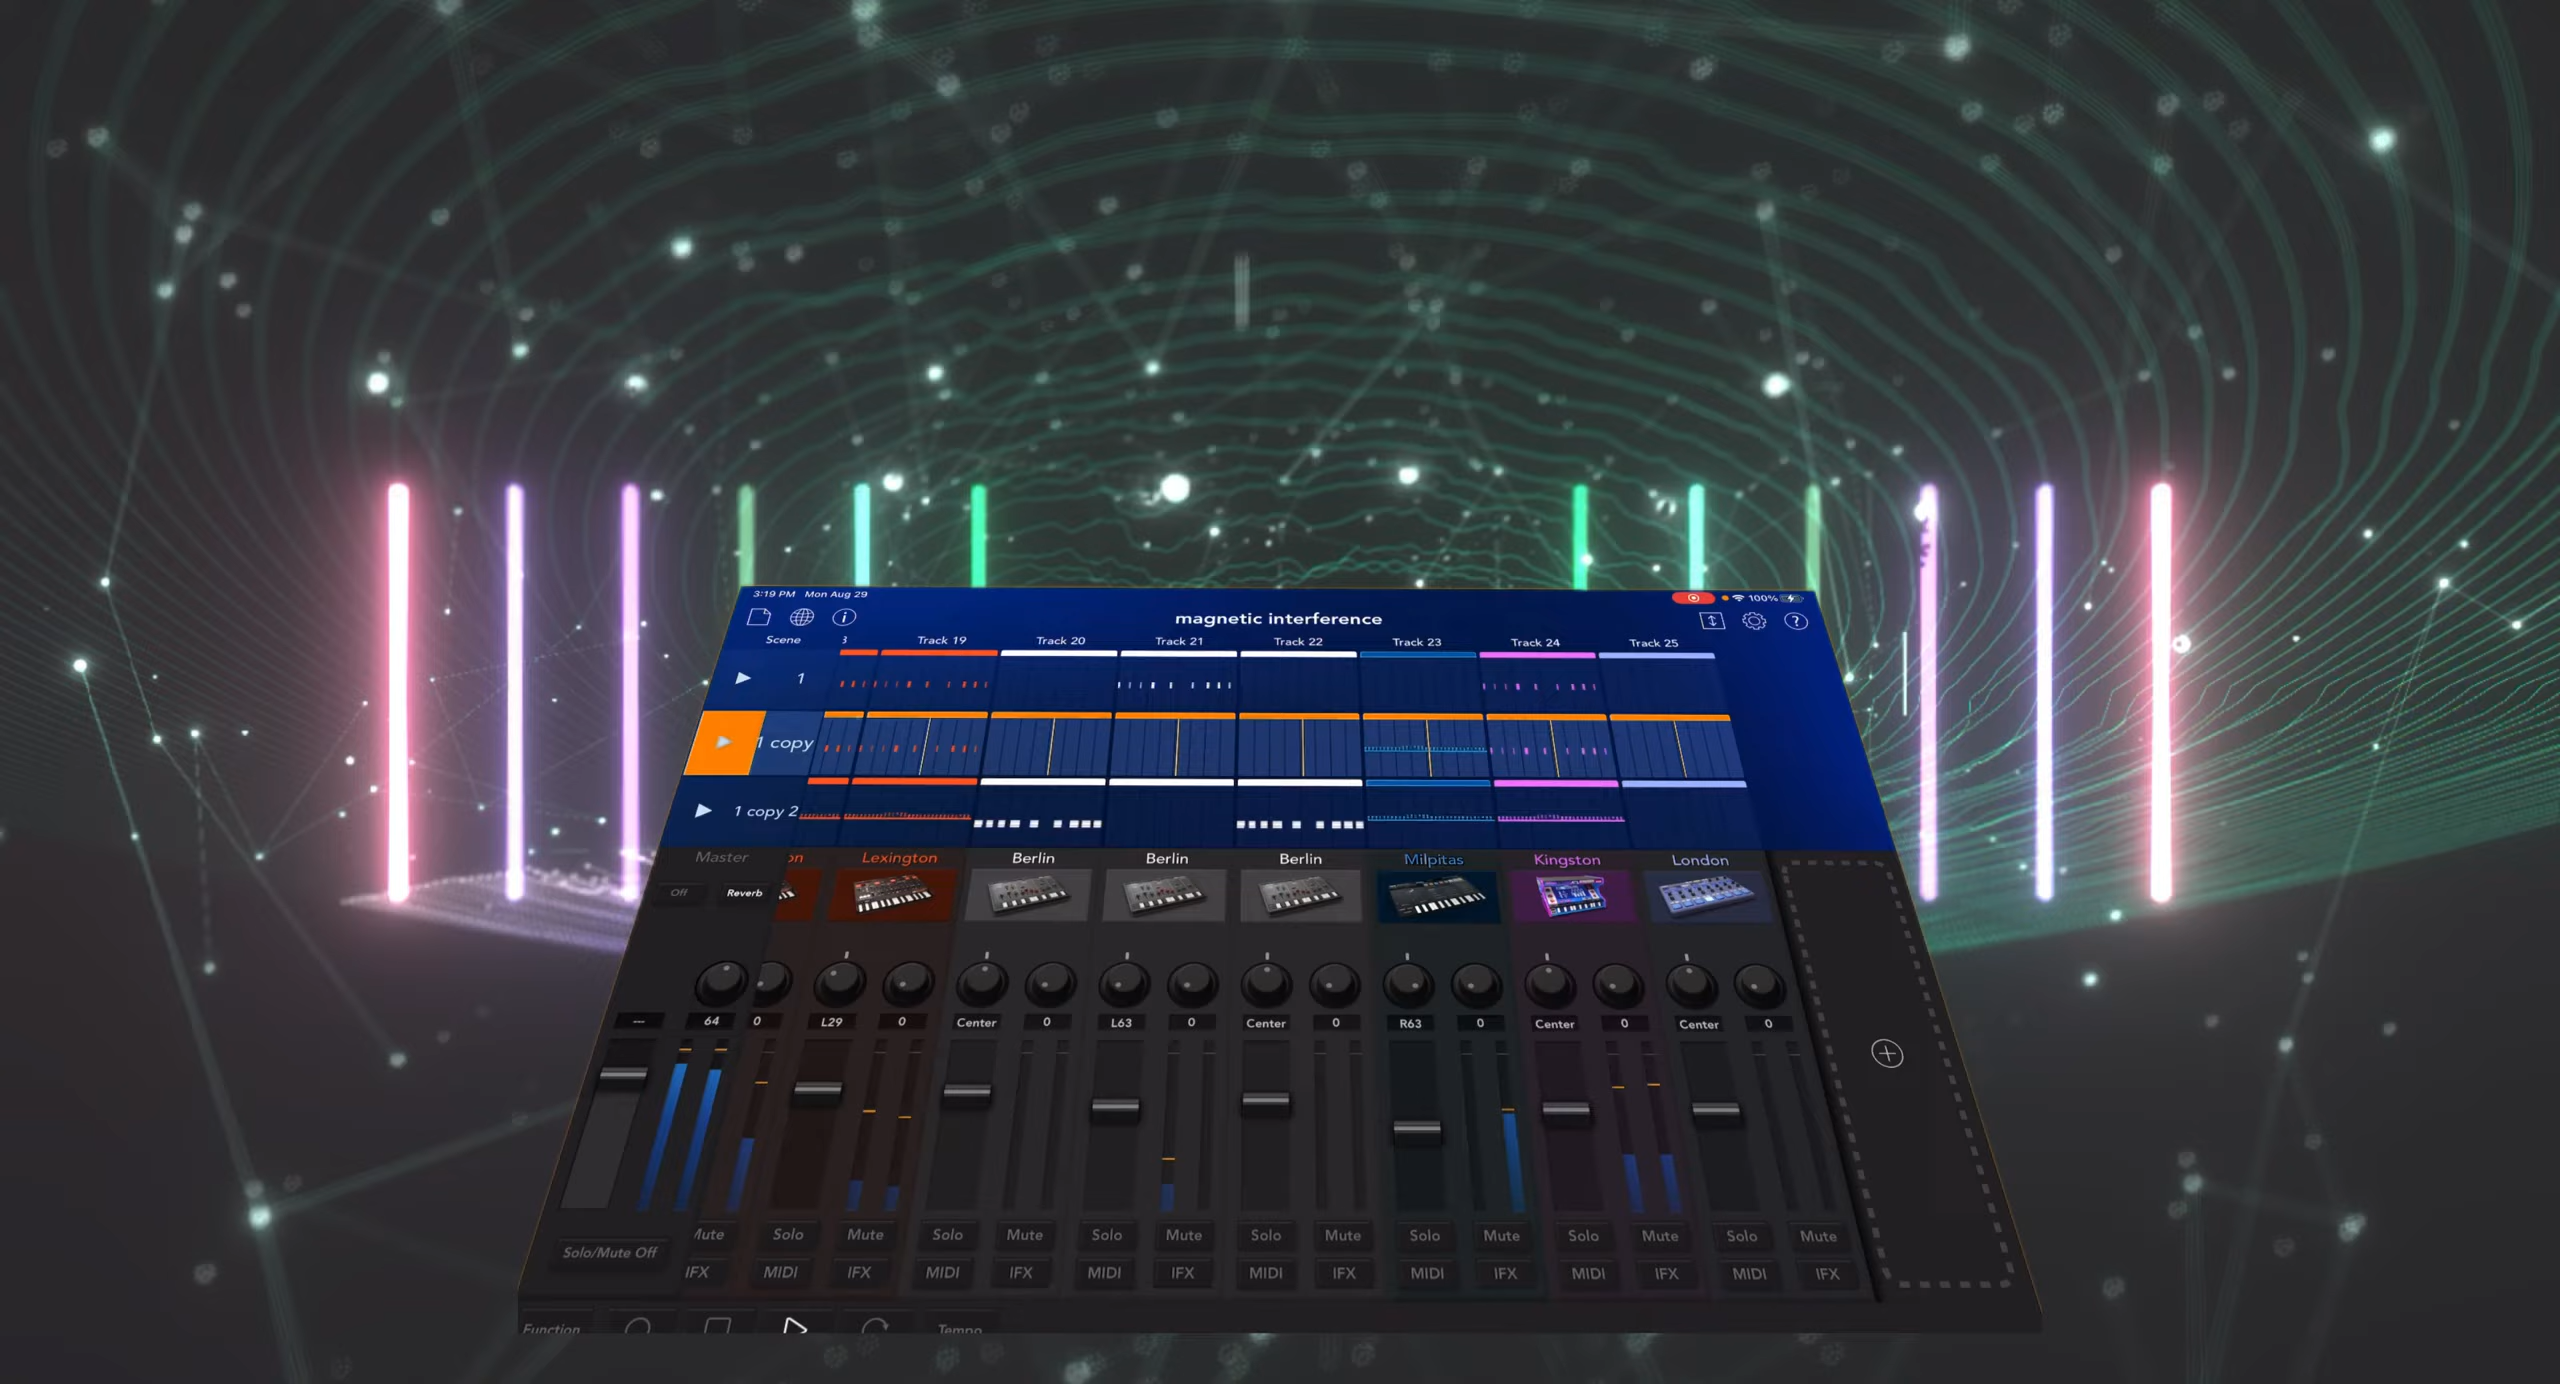 3:19 PM Mon Aug 29 100%
magnetic interference
Scene 3 Track 19 Track 20 Track 21 Track 22 Track 23 Track 24 Track 25
1
1 copy
1 copy 2
Master on Lexington Berlin Berlin Berlin Milpitas Kingston London
Off Reverb
--- 64 0 L29 0 Center 0 L63 0 Center 0 R63 0 Center 0 Center 0
Mute Solo Mute Solo Mute Solo Mute Solo Mute Solo Mute Solo Mute Solo Mute
Solo/Mute Off
IFX MIDI IFX MIDI IFX MIDI IFX MIDI IFX MIDI IFX MIDI IFX MIDI IFX
Function Tempo